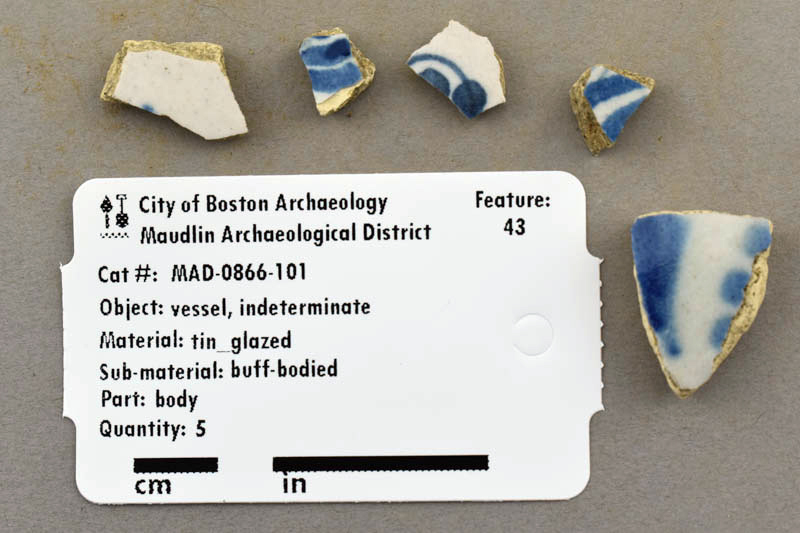 City of Boston Archaeology
Maudlin Archaeological District
Feature:
43
Cat #: MAD-0866-101
Object: vessel, indeterminate
Material: tin_glazed
Sub-material: buff-bodied
Part: body
Quantity: 5
cm in